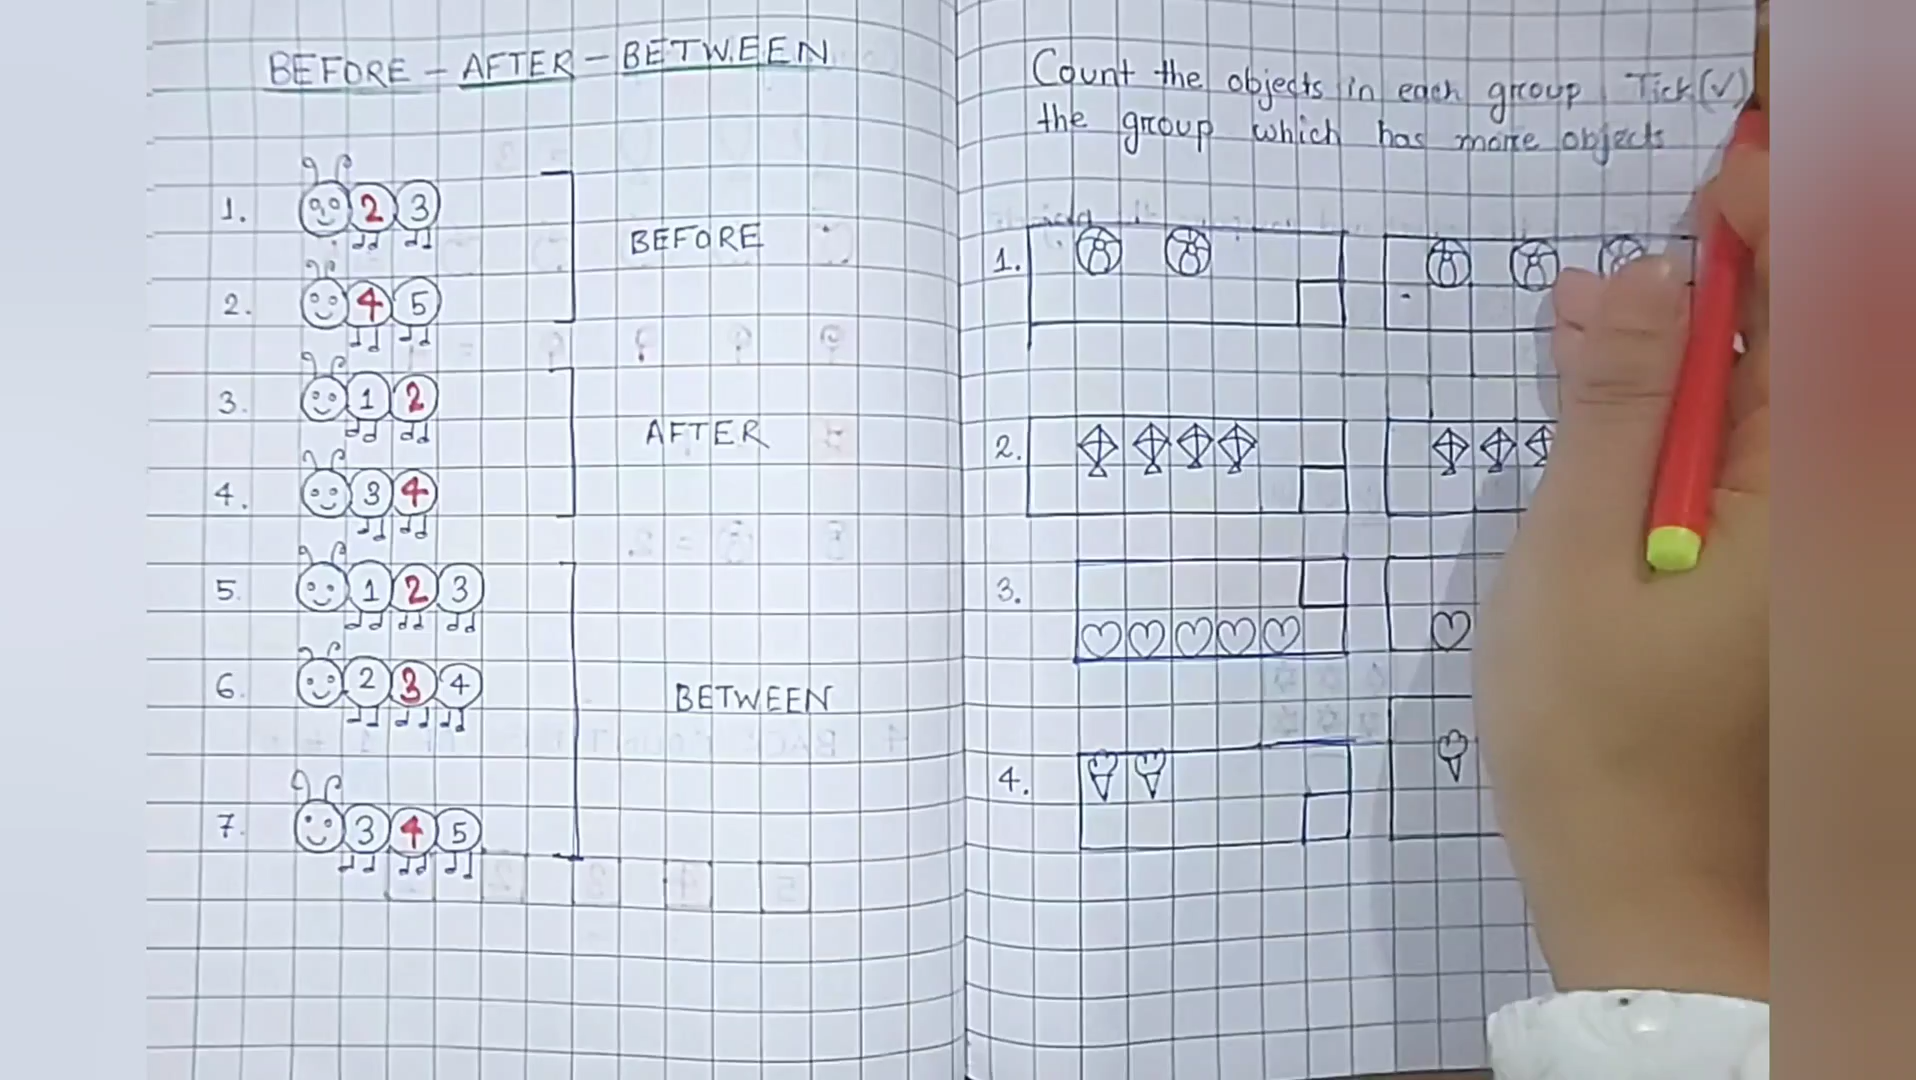 BEFORE - AFTER - BETWEEN
1. 2 3
2. 4 5
BEFORE
3. 1 2
4. 3 4
AFTER
5. 1 2 3
6. 2 3 4
7. 3 4 5
BETWEEN
Count the objects in each group. Tick(✓)
the group which has more objects
1.
2.
3.
4.